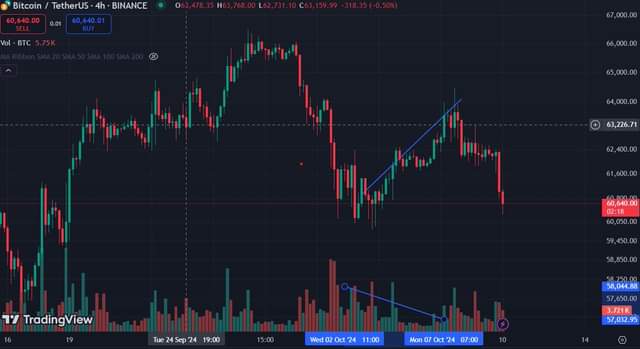 Bitcoin / TetherUS · 4h · BINANCE O63,478.35 H63,768.00 L62,731.10 C63,159.99 -318.35 (-0.50%)
60,640.00 SELL 0.01 60,640.01 BUY
Vol · BTC 5.75K
MA Ribbon SMA 20 SMA 50 SMA 100 SMA 200
67,000.00
66,000.00
65,000.00
64,000.00
63,226.71
62,400.00
61,600.00
60,800.00
60,640.00
02:18
60,050.00
59,450.00
58,850.00
58,250.00
58,044.88
57,650.00
3.721K
57,032.95
TradingView
16 19 Tue 24 Sep '24 19:00 15:00 Wed 02 Oct '24 11:00 Mon 07 Oct '24 07:00 10 14